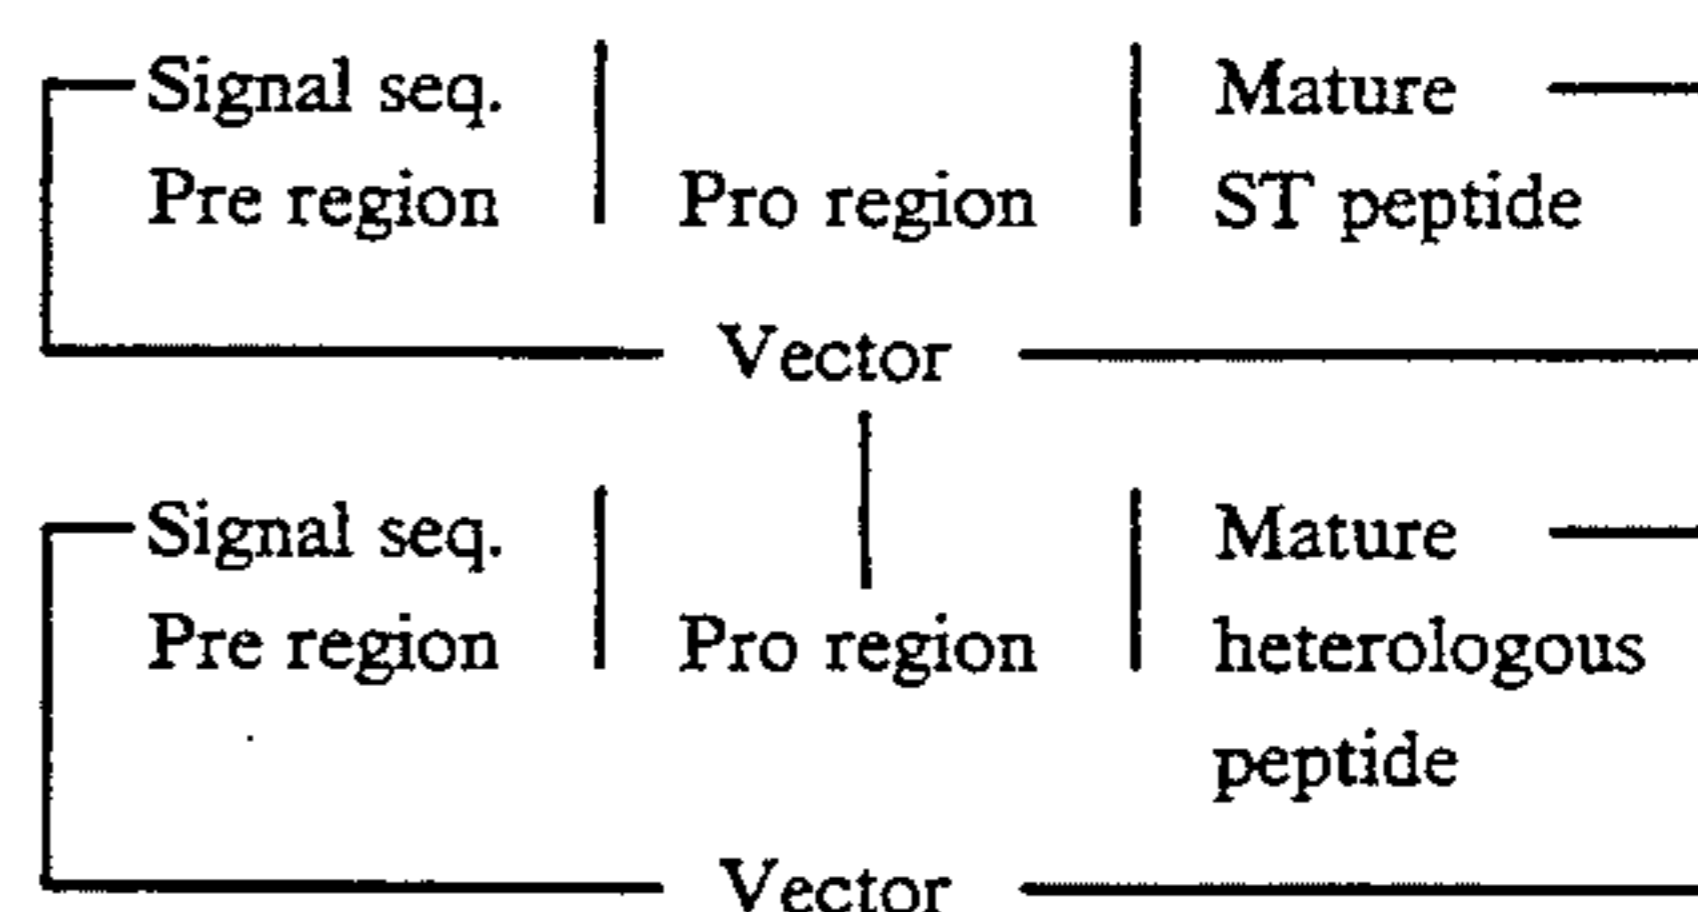 Signal seq. Mature
Pre region Pro region ST peptide
Vector
Signal seq. Mature
Pre region Pro region heterologous
peptide
Vector